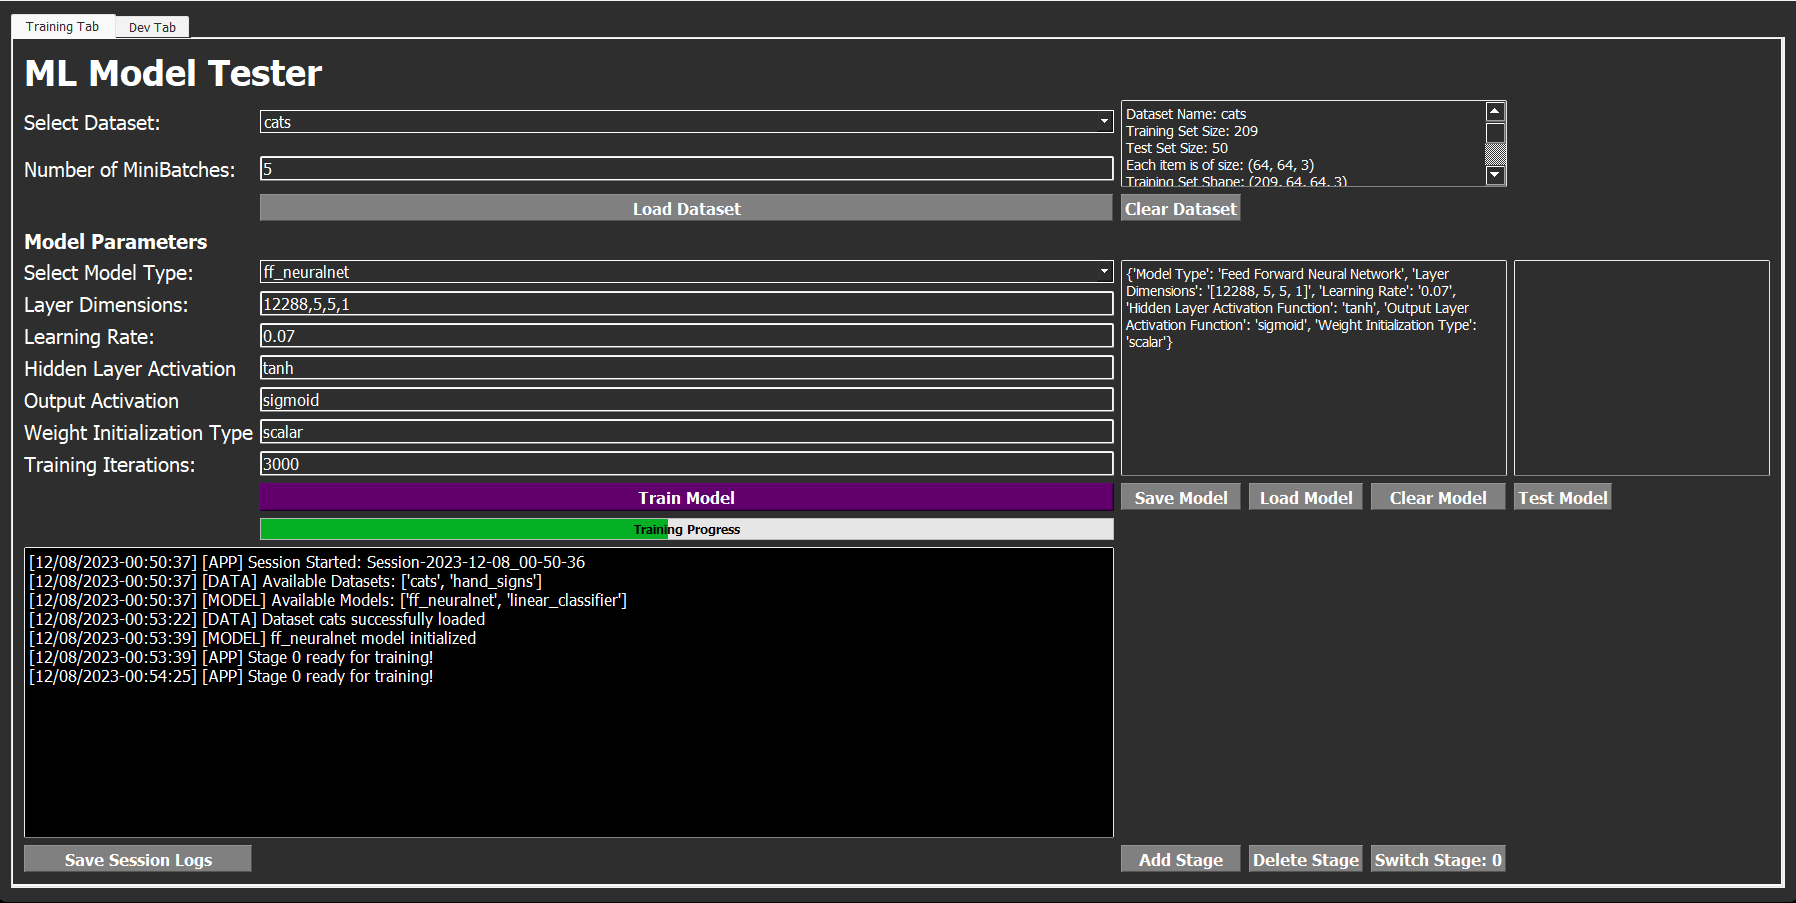 Training Tab
Dev Tab
ML Model Tester
Select Dataset:
cats
Dataset Name: cats
Training Set Size: 209
Test Set Size: 50
Each item is of size: (64, 64, 3)
Training Set Shape: (209, 64, 64, 3)
Number of MiniBatches:
5
Load Dataset
Clear Dataset
Model Parameters
Select Model Type:
ff_neuralnet
Layer Dimensions:
12288,5,5,1
Learning Rate:
0.07
Hidden Layer Activation
tanh
Output Activation
sigmoid
Weight Initialization Type
scalar
Training Iterations:
3000
{'Model Type': 'Feed Forward Neural Network', 'Layer
Dimensions': '[12288, 5, 5, 1]', 'Learning Rate': '0.07',
'Hidden Layer Activation Function': 'tanh', 'Output Layer
Activation Function': 'sigmoid', 'Weight Initialization Type':
'scalar'}
Train Model
Save Model
Load Model
Clear Model
Test Model
Training Progress
[12/08/2023-00:50:37] [APP] Session Started: Session-2023-12-08_00-50-36
[12/08/2023-00:50:37] [DATA] Available Datasets: ['cats', 'hand_signs']
[12/08/2023-00:50:37] [MODEL] Available Models: ['ff_neuralnet', 'linear_classifier']
[12/08/2023-00:53:22] [DATA] Dataset cats successfully loaded
[12/08/2023-00:53:39] [MODEL] ff_neuralnet model initialized
[12/08/2023-00:53:39] [APP] Stage 0 ready for training!
[12/08/2023-00:54:25] [APP] Stage 0 ready for training!
Save Session Logs
Add Stage
Delete Stage
Switch Stage: 0